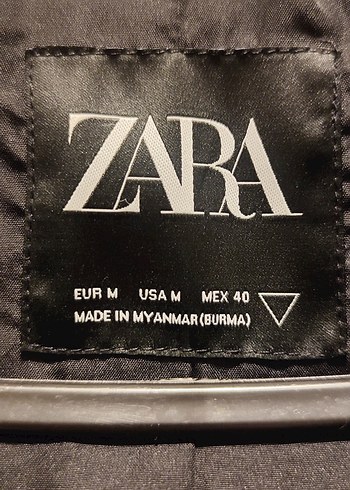 ZARA
EUR M USA M MEX 40
MADE IN MYANMAR(BURMA)